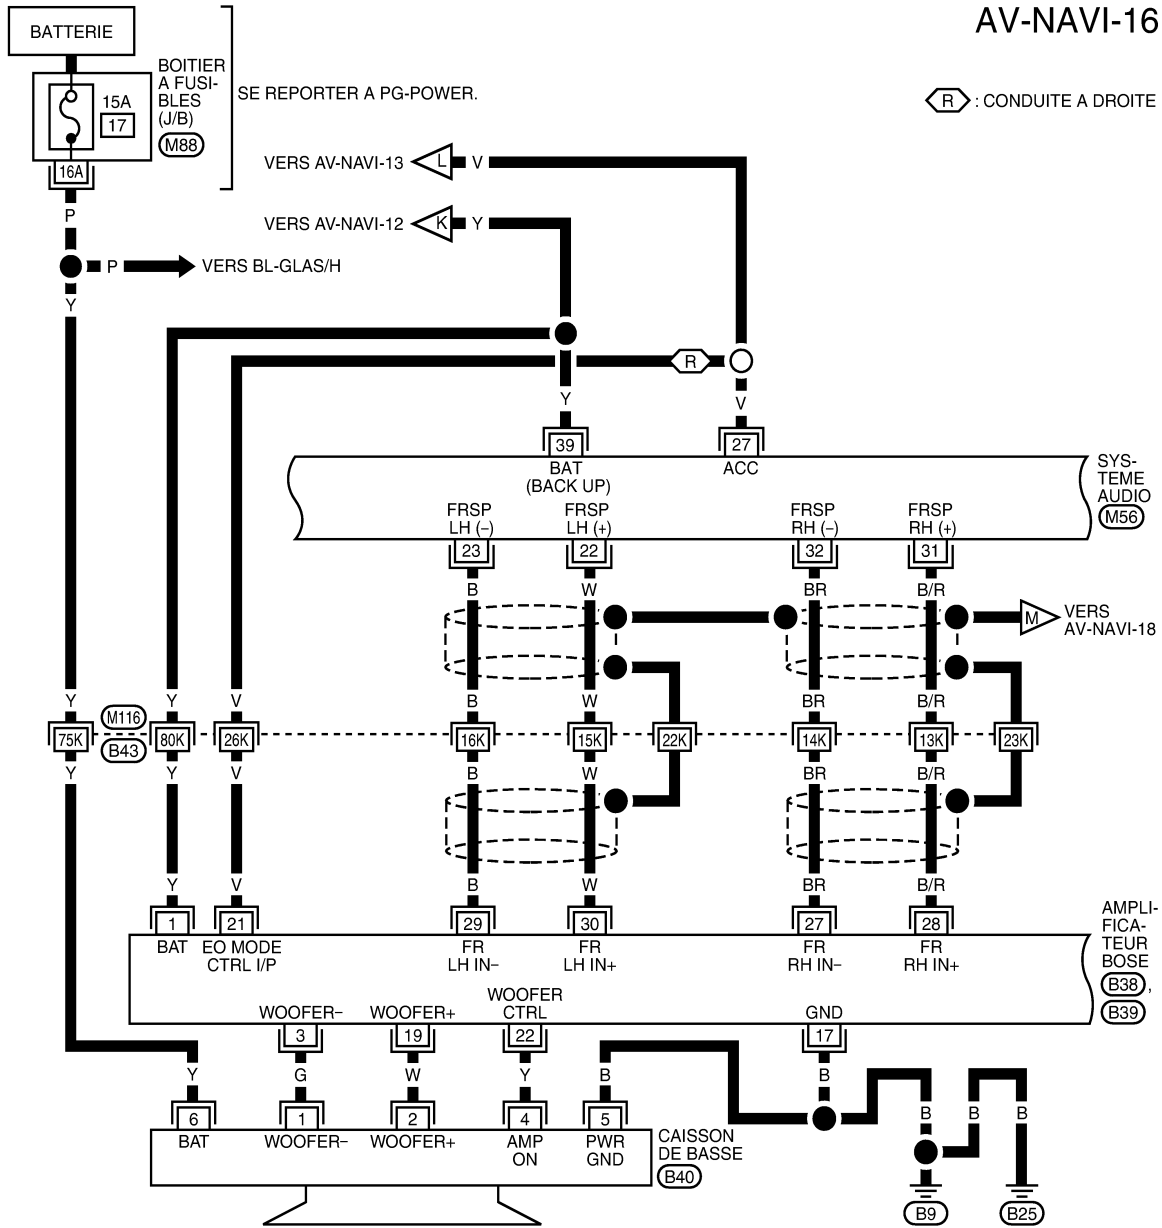 AV-NAVI-16
BATTERIE
BOITIER
A FUSI-
BLES
(J/B)
M88
15A
17
16A
SE REPORTER A PG-POWER.
R : CONDUITE A DROITE
VERS AV-NAVI-13 L V
P
VERS AV-NAVI-12 K Y
P VERS BL-GLAS/H
Y
R
Y V
39 27
BAT
(BACK UP)
ACC
SYS-
TEME
AUDIO
M56
FRSP
LH (–)
FRSP
LH (+)
FRSP
RH (–)
FRSP
RH (+)
23 22 32 31
B W BR B/R
M VERS
AV-NAVI-18
Y Y V B W BR B/R
M116
B43
75K 80K 26K 16K 15K 22K 14K 13K 23K
Y Y V B W BR B/R
Y V B W BR B/R
1 21 29 30 27 28
BAT
EO MODE
CTRL I/P
FR
LH IN–
FR
LH IN+
FR
RH IN–
FR
RH IN+
AMPLI-
FICA-
TEUR
BOSE
B38 ,
B39
WOOFER–
WOOFER+
WOOFER
CTRL
GND
3 19 22 17
Y G W Y B B
B B B
6 1 2 4 5
BAT
WOOFER–
WOOFER+
AMP
ON
PWR
GND
CAISSON
DE BASSE
B40
B9 B25